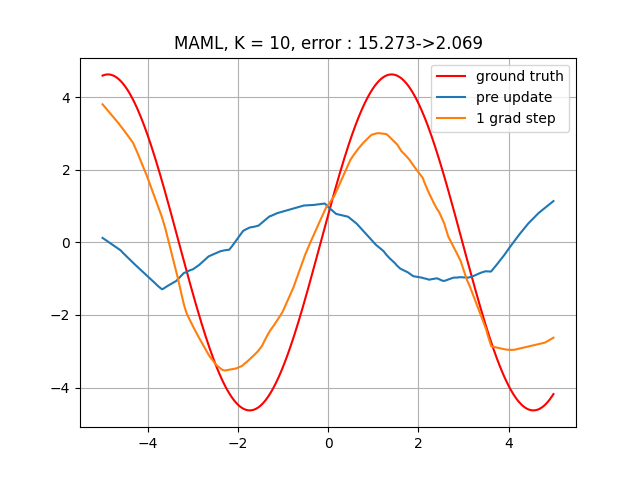 MAML, K = 10, error : 15.273->2.069
ground truth
pre update
1 grad step
4
2
0
−2
−4
−4
−2
0
2
4